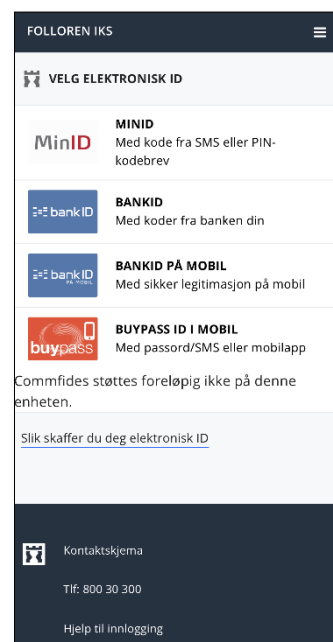 FOLLOREN IKS
VELG ELEKTRONISK ID
MinID
MINID
Med kode fra SMS eller PIN-
kodebrev
bankID
BANKID
Med koder fra banken din
bankID
PÅ MOBIL
BANKID PÅ MOBIL
Med sikker legitimasjon på mobil
buypass
BUYPASS ID I MOBIL
Med passord/SMS eller mobilapp
Commfides støttes foreløpig ikke på denne
enheten.
Slik skaffer du deg elektronisk ID
Kontaktskjema
Tlf: 800 30 300
Hjelp til innlogging